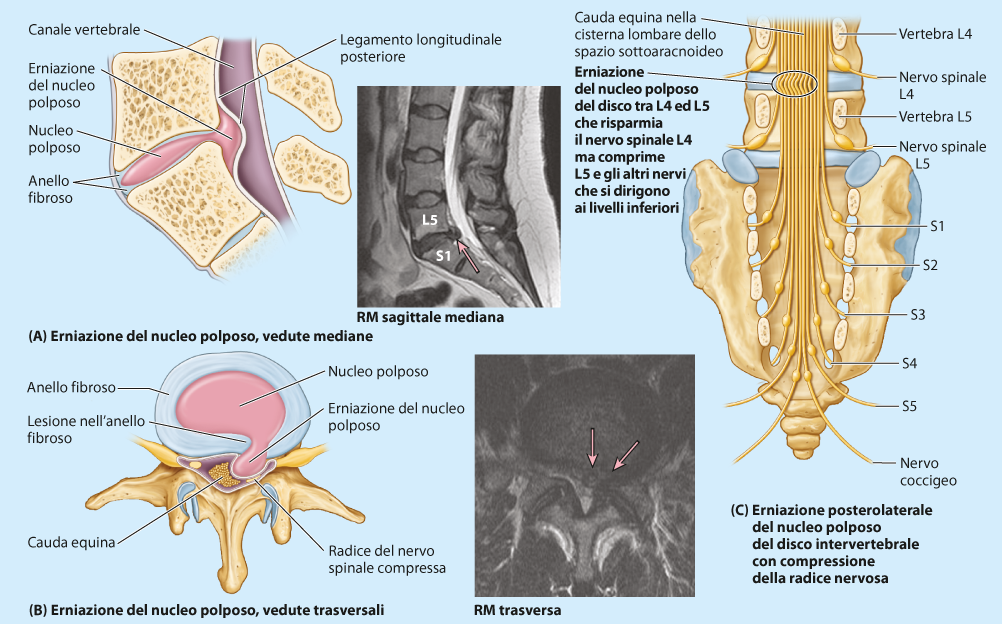 Canale vertebrale
Legamento longitudinale
posteriore
Erniazione
del nucleo
polposo
Nucleo
polposo
Anello
fibroso
L5
S1
RM sagittale mediana
(A) Erniazione del nucleo polposo, vedute mediane
Anello fibroso
Lesione nell'anello
fibroso
Cauda equina
Nucleo polposo
Erniazione del nucleo
polposo
Radice del nervo
spinale compressa
(B) Erniazione del nucleo polposo, vedute trasversali
RM trasversa
Cauda equina nella
cisterna lombare dello
spazio sottoaracnoideo
Erniazione
del nucleo polposo
del disco tra L4 ed L5
che risparmia
il nervo spinale L4
ma comprime
L5 e gli altri nervi
che si dirigono
ai livelli inferiori
Vertebra L4
Nervo spinale
L4
Vertebra L5
Nervo spinale
L5
S1
S2
S3
S4
S5
Nervo
coccigeo
(C) Erniazione posterolaterale
del nucleo polposo
del disco intervertebrale
con compressione
della radice nervosa